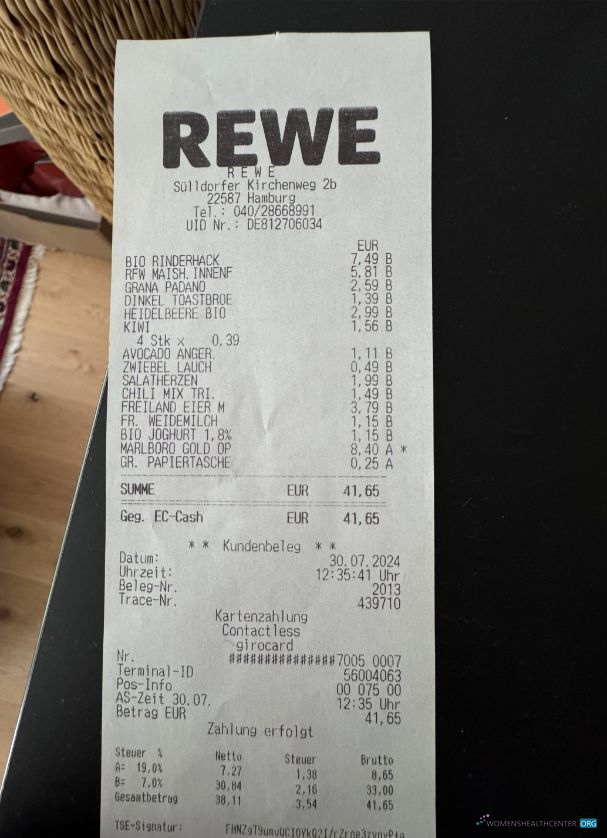 REWE
REWE
Sülldorfer Kirchenweg 2b
22587 Hamburg
Tel.: 040/28668991
UID Nr.: DE812706034
EUR
BIO RINDERHACK 7,49 B
RFW MAISH.INNENF 5,81 B
GRANA PADANO 2,59 B
DINKEL TOASTBROE 1,39 B
HEIDELBEERE BIO 2,99 B
KIWI 1,56 B
4 Stk x 0,39
AVOCADO ANGER. 1,11 B
ZWIEBEL LAUCH 0,49 B
SALATHERZEN 1,99 B
CHILI MIX TRI. 1,49 B
FREILAND EIER M 3,79 B
FR. WEIDEMILCH 1,15 B
BIO JOGHURT 1,8% 1,15 B
MARLBORO GOLD OP 8,40 A *
GR. PAPIERTASCHE 0,25 A
SUMME EUR 41,65
Geg. EC-Cash EUR 41,65
* * Kundenbeleg * *
Datum: 30.07.2024
Uhrzeit: 12:35:41 Uhr
Beleg-Nr. 2013
Trace-Nr. 439710
Kartenzahlung
Contactless
girocard
Nr. ###############7005 0007
Terminal-ID 56004063
Pos-Info 00 075 00
AS-Zeit 30.07. 12:35 Uhr
Betrag EUR 41,65
Zahlung erfolgt
Steuer % Netto Steuer Brutto
A= 19,0% 7,27 1,38 8,65
B= 7,0% 30,84 2,16 33,00
Gesamtbetrag 38,11 3,54 41,65
TSE-Signatur:
WOMENSHEALTHCENTER.ORG